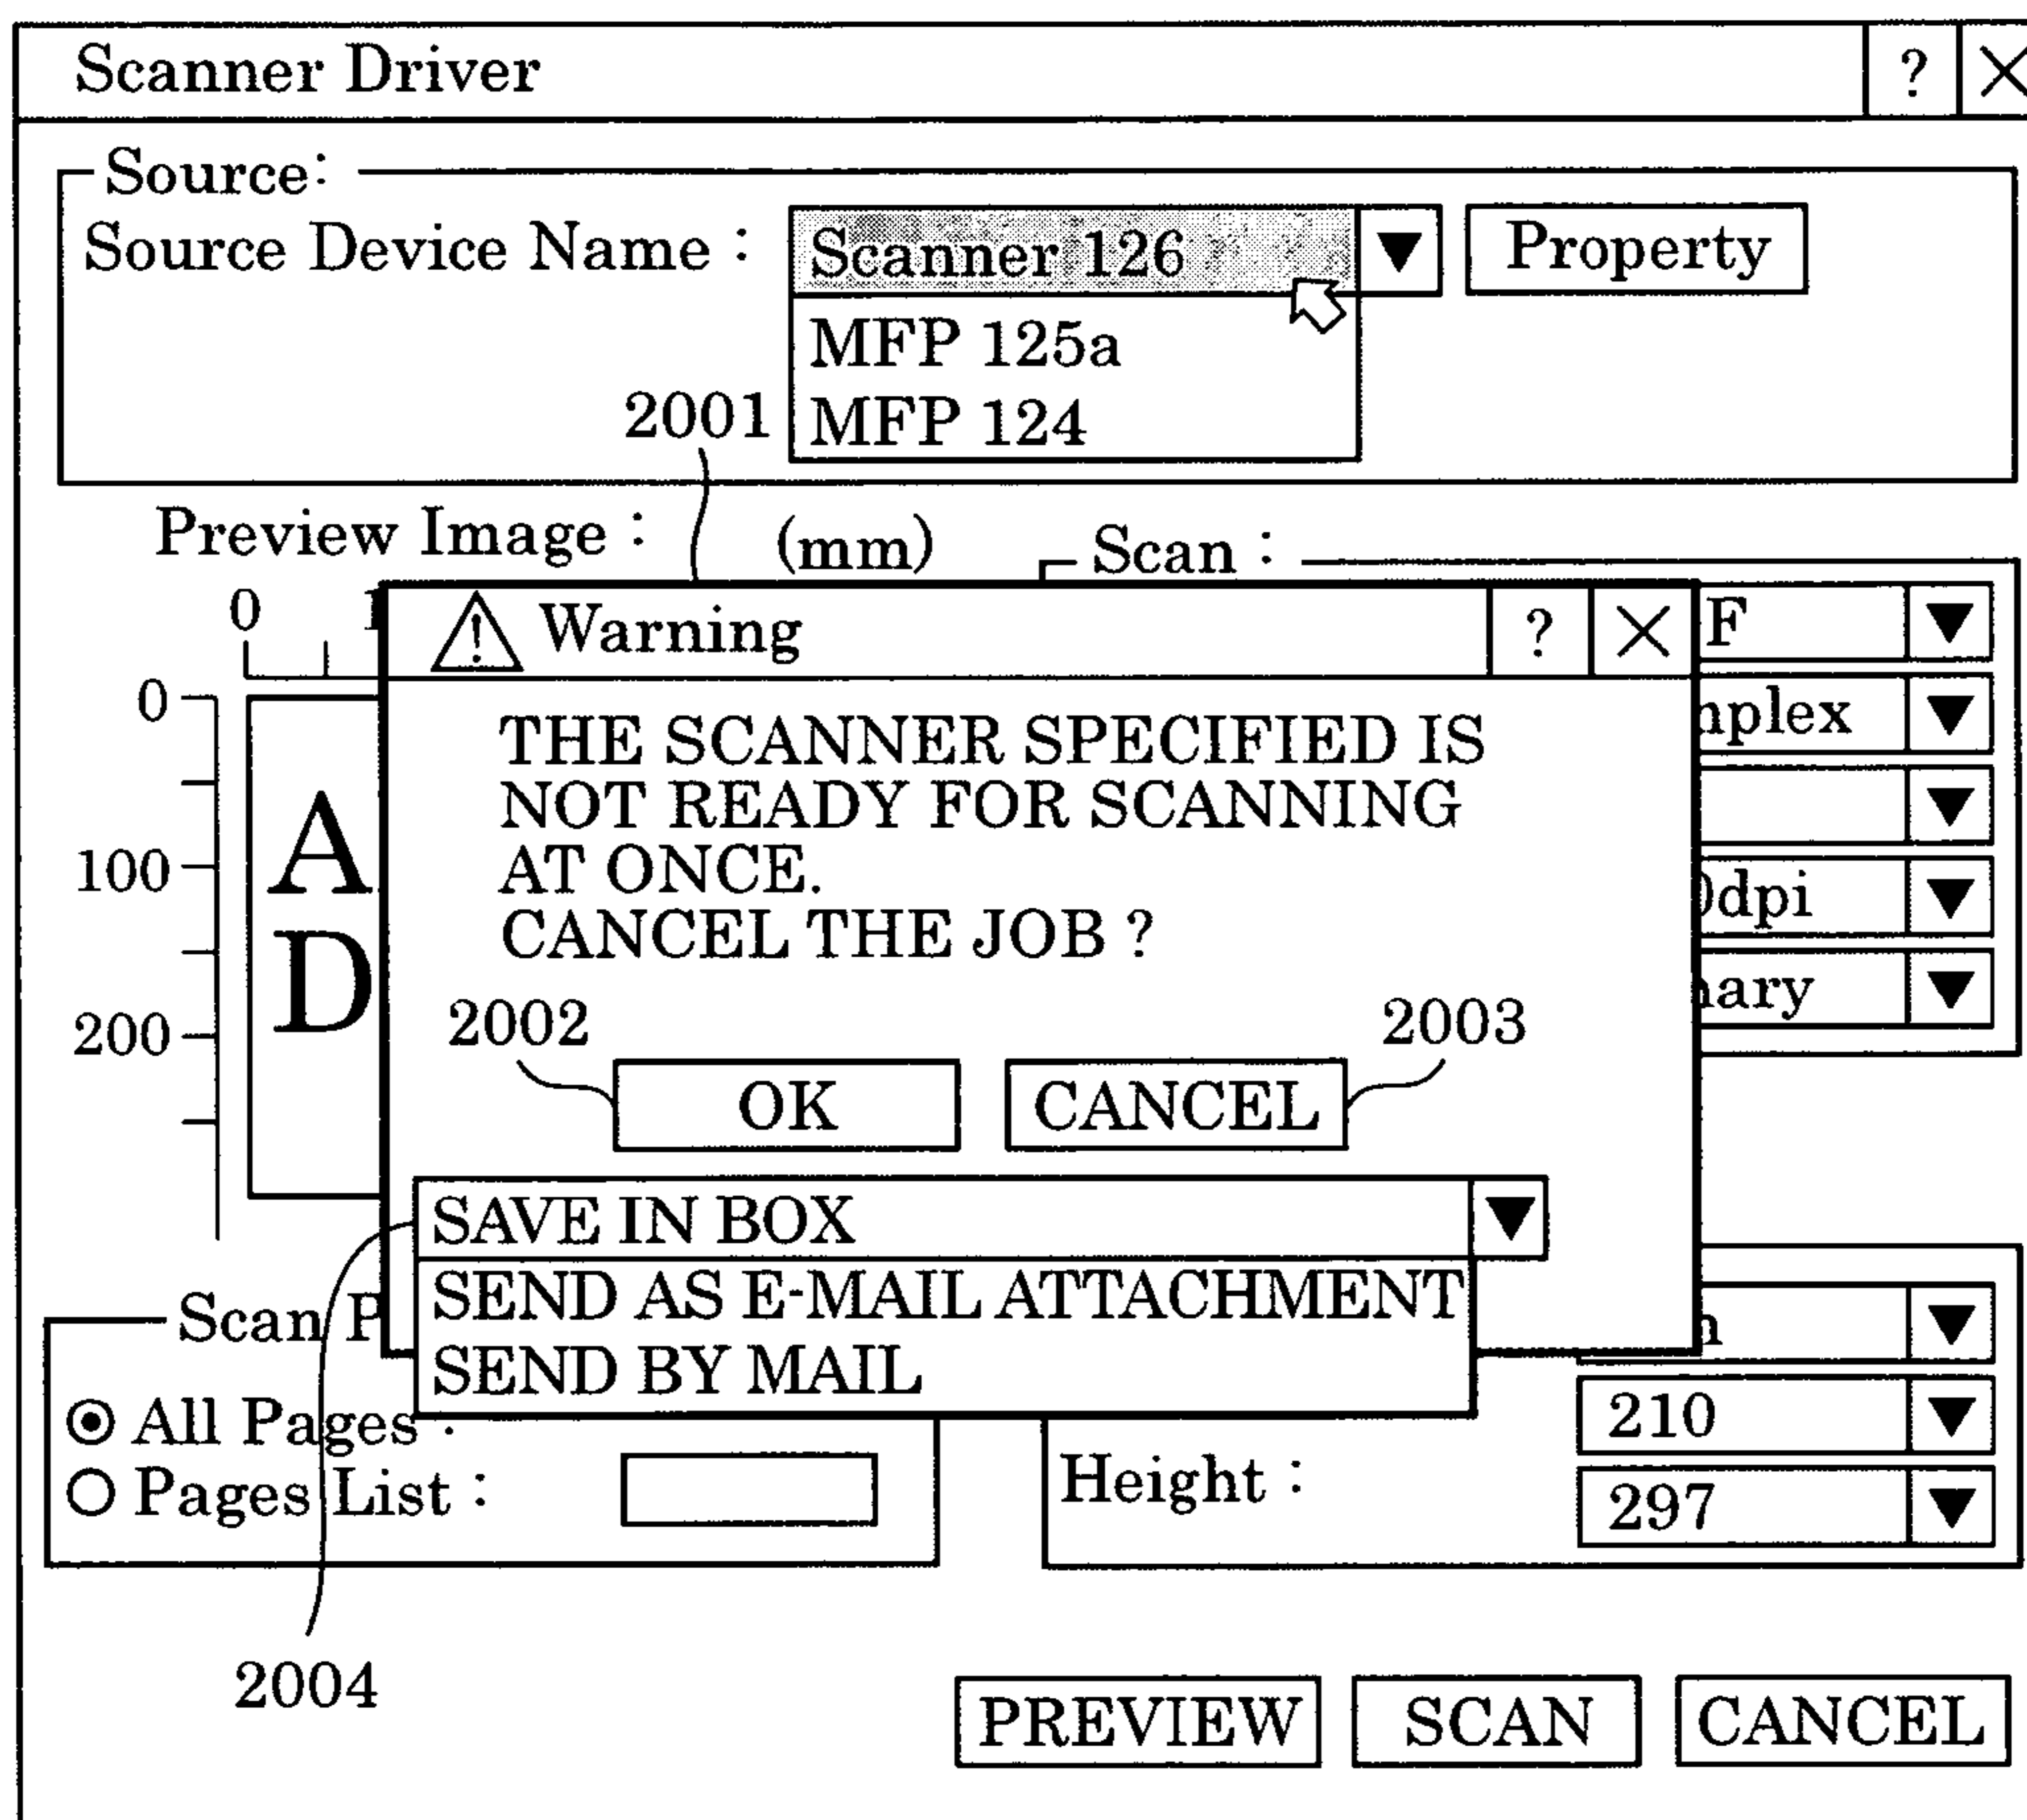 Scanner Driver ?
Source:
Source Device Name : Scanner 126 Property
MFP 125a
2001 MFP 124
Preview Image : (mm) Scan :
0
Warning ?
0
THE SCANNER SPECIFIED IS
NOT READY FOR SCANNING
AT ONCE.
CANCEL THE JOB ?
A
D
100
200
dpi
2002 2003
OK CANCEL
SAVE IN BOX
SEND AS E-MAIL ATTACHMENT
SEND BY MAIL
Scan
All Pages :
Pages List :
210
Height : 297
2004
PREVIEW SCAN CANCEL